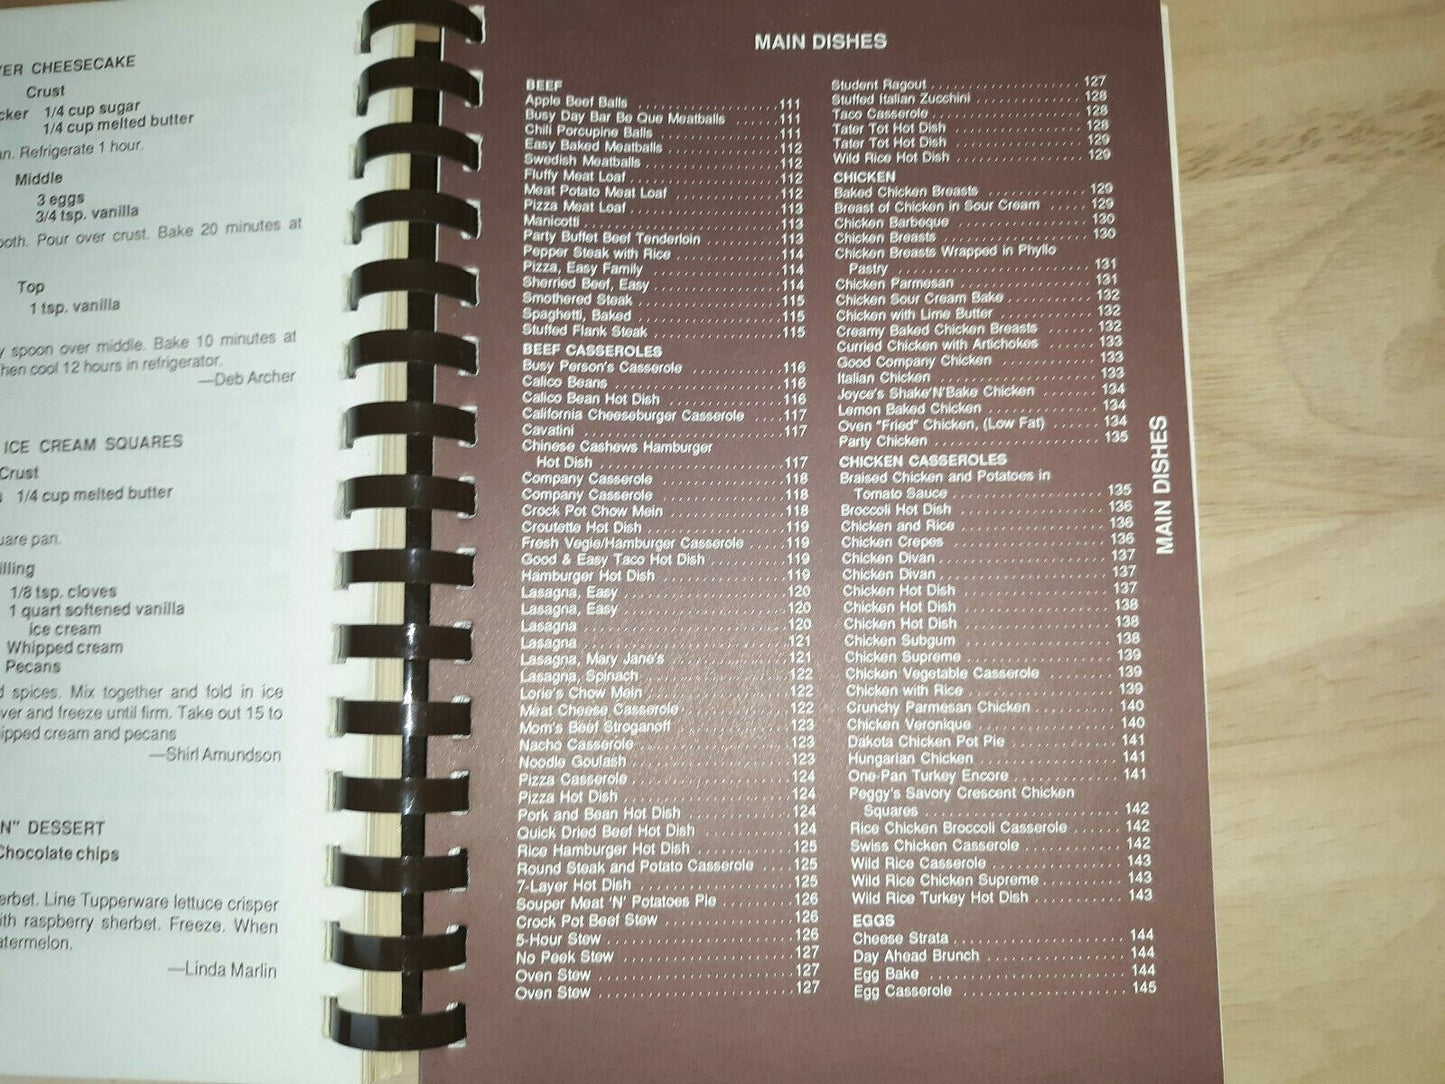 YER CHEESECAKE
Crust
cker 1/4 cup sugar
1/4 cup melted butter
an. Refrigerate 1 hour.
Middle
3 eggs
3/4 tsp. vanilla
ooth. Pour over crust. Bake 20 minutes at
Top
1 tsp. vanilla
y spoon over middle. Bake 10 minutes at
hen cool 12 hours in refrigerator.
—Deb Archer
ICE CREAM SQUARES
Crust
s 1/4 cup melted butter
uare pan.
illing
1/8 tsp. cloves
1 quart softened vanilla
ice cream
Whipped cream
Pecans
d spices. Mix together and fold in ice
ver and freeze until firm. Take out 15 to
ipped cream and pecans
—Shirl Amundson
N" DESSERT
Chocolate chips
erbet. Line Tupperware lettuce crisper
ith raspberry sherbet. Freeze. When
atermelon.
—Linda Marlin
MAIN DISHES
BEEF
Apple Beef Balls 111
Busy Day Bar Be Que Meatballs 111
Chili Porcupine Balls 111
Easy Baked Meatballs 112
Swedish Meatballs 112
Fluffy Meat Loaf 112
Meat Potato Meat Loaf 112
Pizza Meat Loaf 113
Manicotti 113
Party Buffet Beef Tenderloin 113
Pepper Steak with Rice 114
Pizza, Easy Family 114
Sherried Beef, Easy 114
Smothered Steak 115
Spaghetti, Baked 115
Stuffed Flank Steak 115
BEEF CASSEROLES
Busy Person's Casserole 116
Calico Beans 116
Calico Bean Hot Dish 116
California Cheeseburger Casserole 117
Cavatini 117
Chinese Cashews Hamburger
Hot Dish 117
Company Casserole 118
Company Casserole 118
Crock Pot Chow Mein 118
Croutette Hot Dish 119
Fresh Vegie/Hamburger Casserole 119
Good & Easy Taco Hot Dish 119
Hamburger Hot Dish 119
Lasagna, Easy 120
Lasagna, Easy 120
Lasagna 120
Lasagna 121
Lasagna, Mary Jane's 121
Lasagna, Spinach 122
Lorie's Chow Mein 122
Meat Cheese Casserole 122
Mom's Beef Stroganoff 123
Nacho Casserole 123
Noodle Goulash 123
Pizza Casserole 124
Pizza Hot Dish 124
Pork and Bean Hot Dish 124
Quick Dried Beef Hot Dish 124
Rice Hamburger Hot Dish 125
Round Steak and Potato Casserole 125
7-Layer Hot Dish 125
Souper Meat 'N' Potatoes Pie 126
Crock Pot Beef Stew 126
5-Hour Stew 126
No Peek Stew 127
Oven Stew 127
Oven Stew 127
Student Ragout 127
Stuffed Italian Zucchini 128
Taco Casserole 128
Tater Tot Hot Dish 128
Tater Tot Hot Dish 129
Wild Rice Hot Dish 129
CHICKEN
Baked Chicken Breasts 129
Breast of Chicken in Sour Cream 129
Chicken Barbeque 130
Chicken Breasts 130
Chicken Breasts Wrapped in Phyllo
Pastry 131
Chicken Parmesan 131
Chicken Sour Cream Bake 132
Chicken with Lime Butter 132
Creamy Baked Chicken Breasts 132
Curried Chicken with Artichokes 133
Good Company Chicken 133
Italian Chicken 133
Joyce's Shake'N'Bake Chicken 134
Lemon Baked Chicken 134
Oven "Fried" Chicken, (Low Fat) 134
Party Chicken 135
CHICKEN CASSEROLES
Braised Chicken and Potatoes in
Tomato Sauce 135
Broccoli Hot Dish 136
Chicken and Rice 136
Chicken Crepes 136
Chicken Divan 137
Chicken Divan 137
Chicken Hot Dish 137
Chicken Hot Dish 138
Chicken Hot Dish 138
Chicken Subgum 138
Chicken Supreme 139
Chicken Vegetable Casserole 139
Chicken with Rice 139
Crunchy Parmesan Chicken 140
Chicken Veronique 140
Dakota Chicken Pot Pie 141
Hungarian Chicken 141
One-Pan Turkey Encore 141
Peggy's Savory Crescent Chicken
Squares 142
Rice Chicken Broccoli Casserole 142
Swiss Chicken Casserole 142
Wild Rice Casserole 143
Wild Rice Chicken Supreme 143
Wild Rice Turkey Hot Dish 143
EGGS
Cheese Strata 144
Day Ahead Brunch 144
Egg Bake 144
Egg Casserole 145
MAIN DISHES